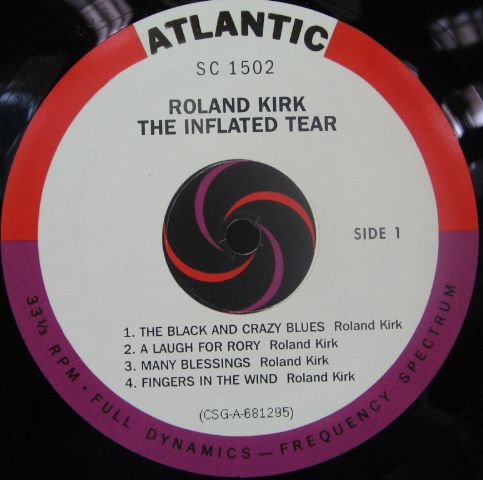 ATLANTIC
SC 1502
ROLAND KIRK
THE INFLATED TEAR
SIDE 1
1. THE BLACK AND CRAZY BLUES Roland Kirk
2. A LAUGH FOR RORY Roland Kirk
3. MANY BLESSINGS Roland Kirk
4. FINGERS IN THE WIND Roland Kirk
(CSG-A-681295)
33 1/3 RPM • FULL DYNAMICS — FREQUENCY SPECTRUM